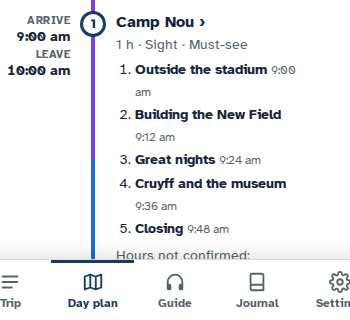 ARRIVE
9:00 am
LEAVE
10:00 am
1
Camp Nou ›
1 h · Sight · Must-see
1. Outside the stadium 9:00
am
2. Building the New Field
9:12 am
3. Great nights 9:24 am
4. Cruyff and the museum
9:36 am
5. Closing 9:48 am
Hours not confirmed:
Trip
Day plan
Guide
Journal
Settin